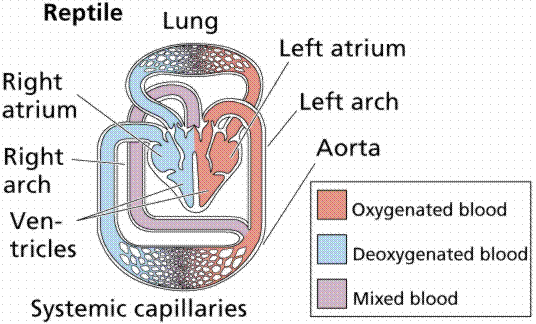 Reptile
Lung
Left atrium
Right
atrium
Left arch
Right
arch
Aorta
Ven-
tricles
Oxygenated blood
Deoxygenated blood
Mixed blood
Systemic capillaries